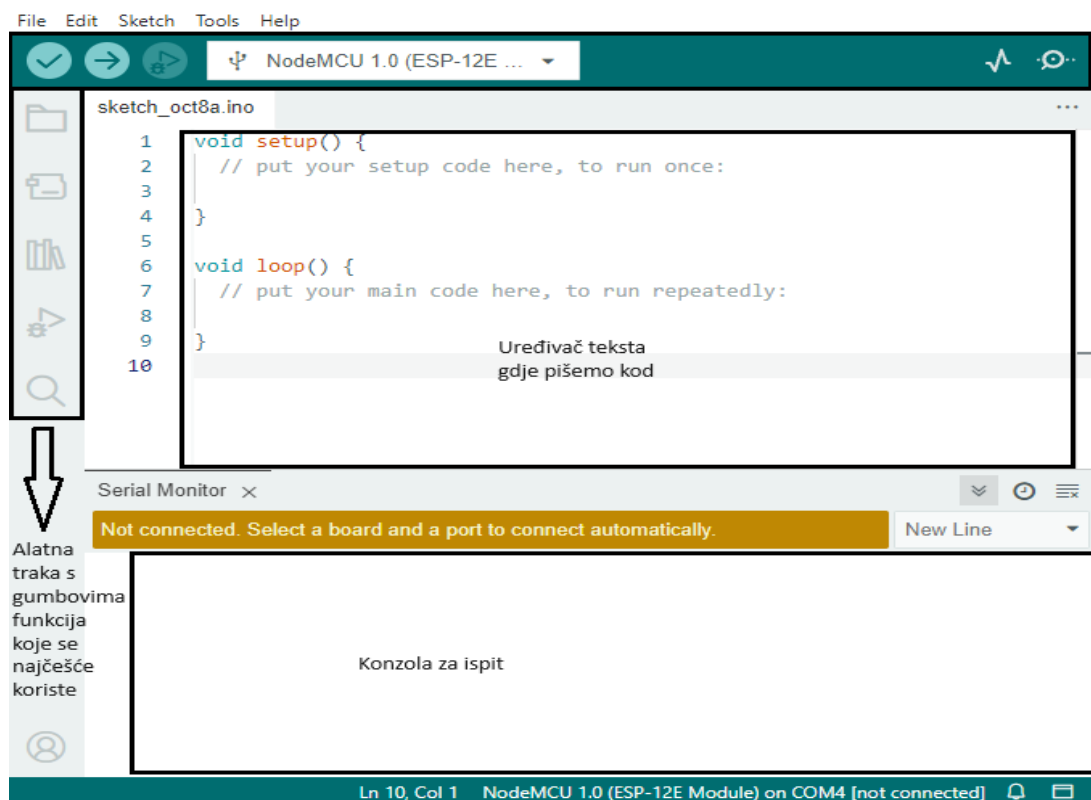 File Edit Sketch Tools Help
NodeMCU 1.0 (ESP-12E ...
sketch_oct8a.ino
1 void setup() {
2 // put your setup code here, to run once:
3
4 }
5
6 void loop() {
7 // put your main code here, to run repeatedly:
8
9 }
10
Uređivač teksta
gdje pišemo kod
Serial Monitor
Not connected. Select a board and a port to connect automatically.
New Line
Alatna
traka s
gumbovima
funkcija
koje se
najčešće
koriste
Konzola za ispit
Ln 10, Col 1 NodeMCU 1.0 (ESP-12E Module) on COM4 [not connected]